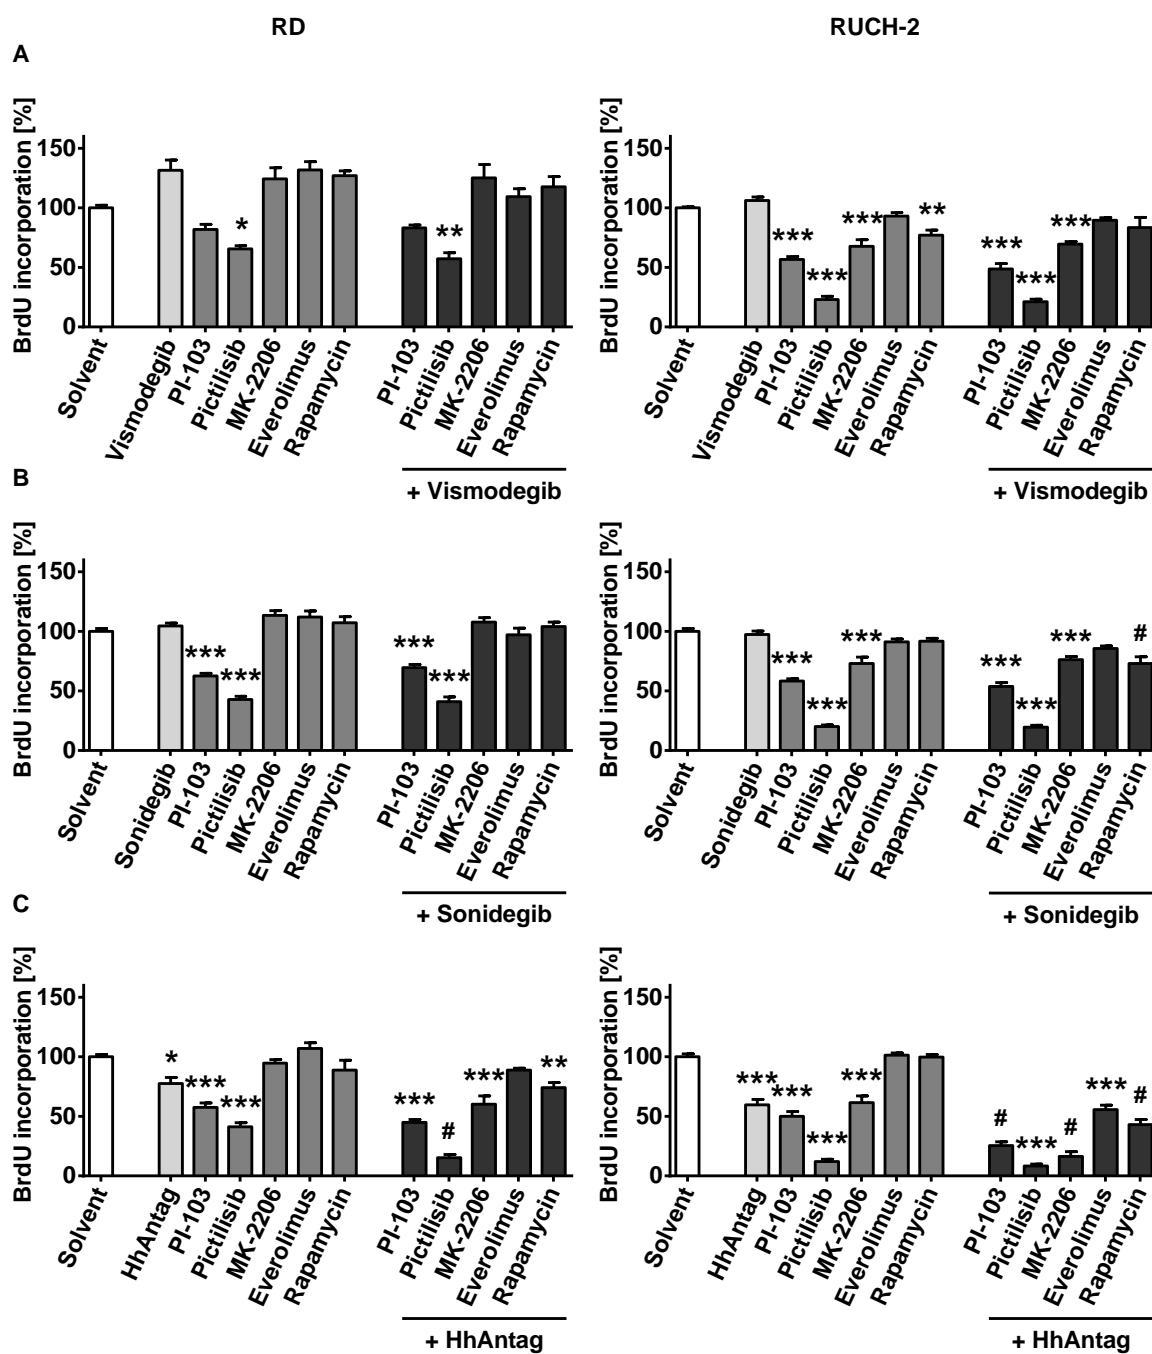 RD
RUCH-2
A
BrdU incorporation [%]
150
100
50
0
*
**
Solvent
Vismodegib
PI-103
Pictilisib
MK-2206
Everolimus
Rapamycin
PI-103
Pictilisib
MK-2206
Everolimus
Rapamycin
+ Vismodegib
BrdU incorporation [%]
150
100
50
0
***
***
***
**
***
***
***
Solvent
Vismodegib
PI-103
Pictilisib
MK-2206
Everolimus
Rapamycin
PI-103
Pictilisib
MK-2206
Everolimus
Rapamycin
+ Vismodegib
B
BrdU incorporation [%]
150
100
50
0
***
***
***
***
Solvent
Sonidegib
PI-103
Pictilisib
MK-2206
Everolimus
Rapamycin
PI-103
Pictilisib
MK-2206
Everolimus
Rapamycin
+ Sonidegib
BrdU incorporation [%]
150
100
50
0
***
***
***
***
***
***
#
Solvent
Sonidegib
PI-103
Pictilisib
MK-2206
Everolimus
Rapamycin
PI-103
Pictilisib
MK-2206
Everolimus
Rapamycin
+ Sonidegib
C
BrdU incorporation [%]
150
100
50
0
*
***
***
***
#
***
**
Solvent
HhAntag
PI-103
Pictilisib
MK-2206
Everolimus
Rapamycin
PI-103
Pictilisib
MK-2206
Everolimus
Rapamycin
+ HhAntag
BrdU incorporation [%]
150
100
50
0
***
***
***
***
#
***
#
***
#
Solvent
HhAntag
PI-103
Pictilisib
MK-2206
Everolimus
Rapamycin
PI-103
Pictilisib
MK-2206
Everolimus
Rapamycin
+ HhAntag